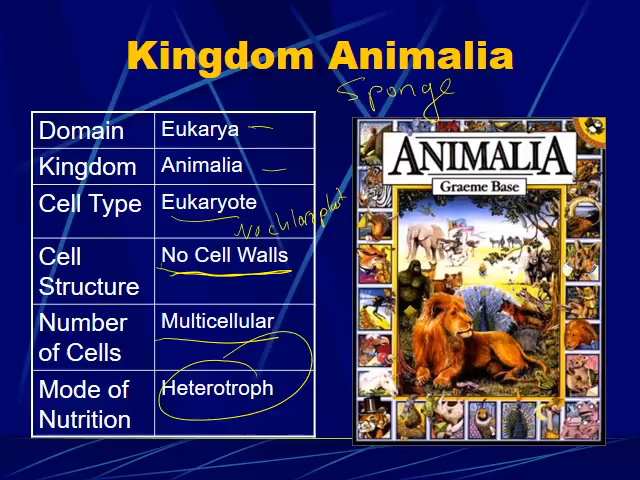 Kingdom Animalia
Sponge
Domain Eukarya
Kingdom Animalia
Cell Type Eukaryote
No chloroplast
Cell Structure No Cell Walls
Number of Cells Multicellular
Mode of Nutrition Heterotroph
ANIMALIA
Graeme Base